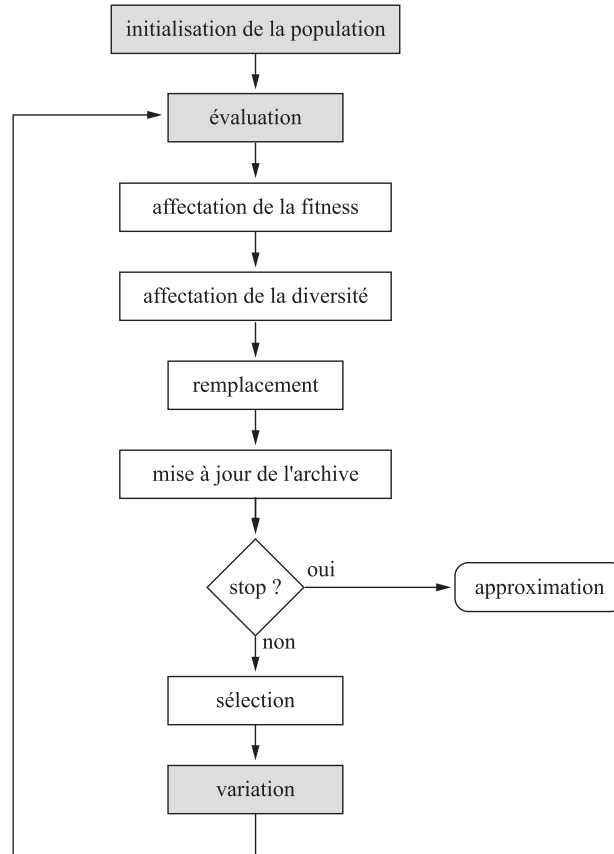 initialisation de la population
évaluation
affectation de la fitness
affectation de la diversité
remplacement
mise à jour de l'archive
stop ?
oui
approximation
non
sélection
variation